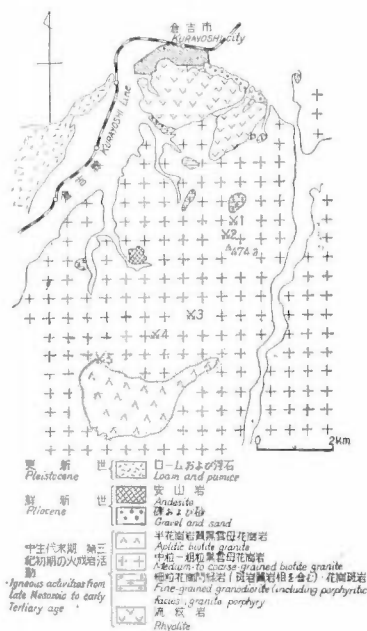 倉吉市
KURAYOSHI city
倉吉線 KURAYOSHI Line
1
2
474.3
3
4
5
0 2km
更新世
Pleistocene
ロームおよび浮石
Loam and pumice
鮮新世
Pliocene
安山岩
Andesite
礫および砂
Gravel and sand
中生代末期 第三
紀初期の火成岩活
動
Igneous activities from
late Mesozoic to early
Tertiary age
半花崗岩質黒雲母花崗岩
Aplitic biotite granite
中粒-粗粒黒雲母花崗岩
Medium-to coarse-grained biotite granite
細粒花崗閃緑岩(斑岩質岩相を含む)・花崗斑岩
Fine-grained granodiorite (including porphyritic
facies), granite porphyry
流紋岩
Rhyolite